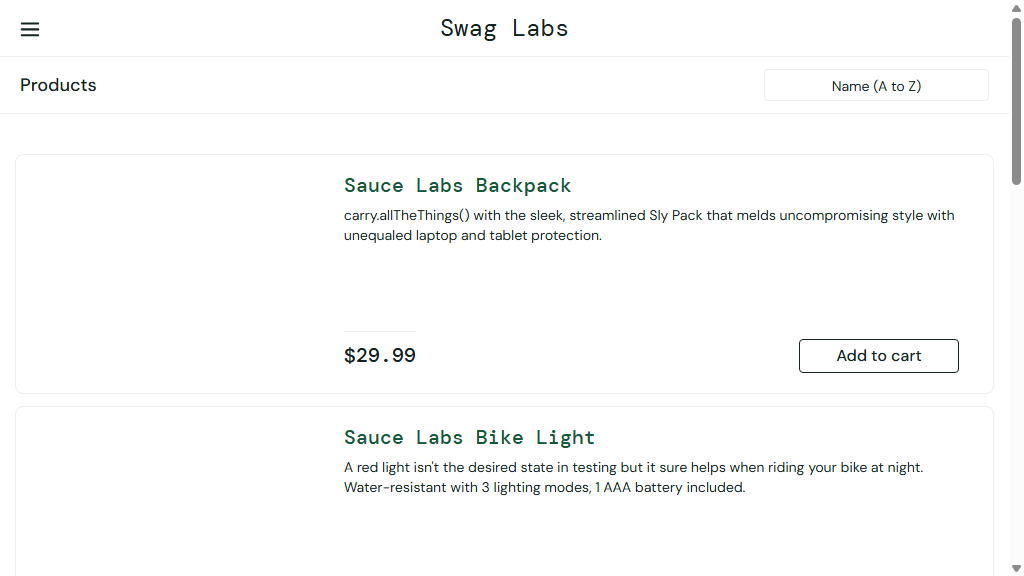 Swag Labs
Products
Name (A to Z)
Sauce Labs Backpack
carry.allTheThings() with the sleek, streamlined Sly Pack that melds uncompromising style with
unequaled laptop and tablet protection.
$29.99
Add to cart
Sauce Labs Bike Light
A red light isn't the desired state in testing but it sure helps when riding your bike at night.
Water-resistant with 3 lighting modes, 1 AAA battery included.